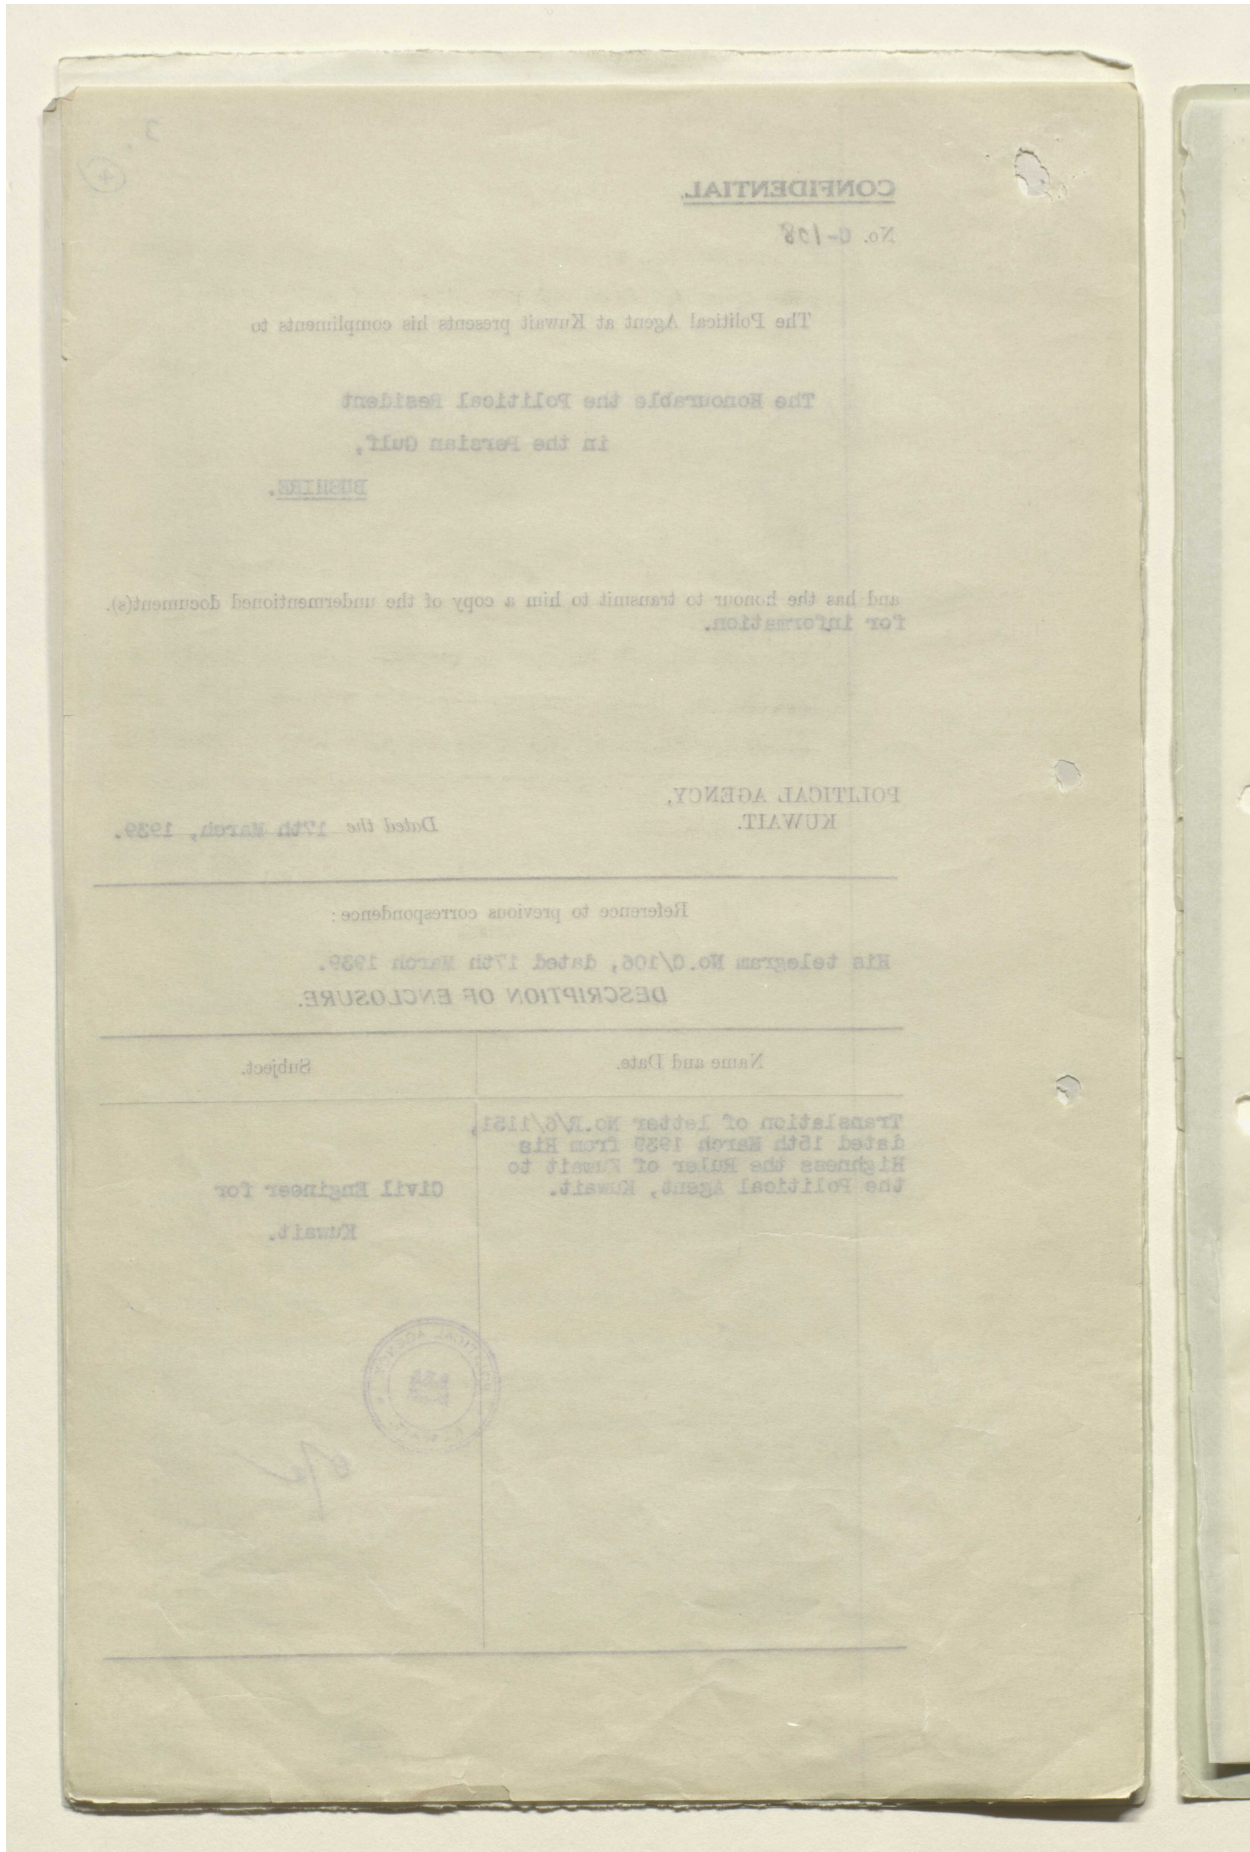 CONFIDENTIAL.
No. C-108
The Political Agent at Kuwait presents his compliments to
The Honourable the Political Resident
in the Persian Gulf,
BUSHIRE.
and has the honour to transmit to him a copy of the undermentioned document(s).
for information.
POLITICAL AGENCY,
KUWAIT.
Dated the 17th March, 1939.
Reference to previous correspondence:
His telegram No.C/106, dated 17th March 1939.
DESCRIPTION OF ENCLOSURE.
Name and Date. Subject.
Translation of letter No.R/6/1151,
dated 15th March 1939 from His
Highness the Ruler of Kuwait to
the Political Agent, Kuwait.
Civil Engineer for
Kuwait.
POLITICAL AGENCY
KUWAIT